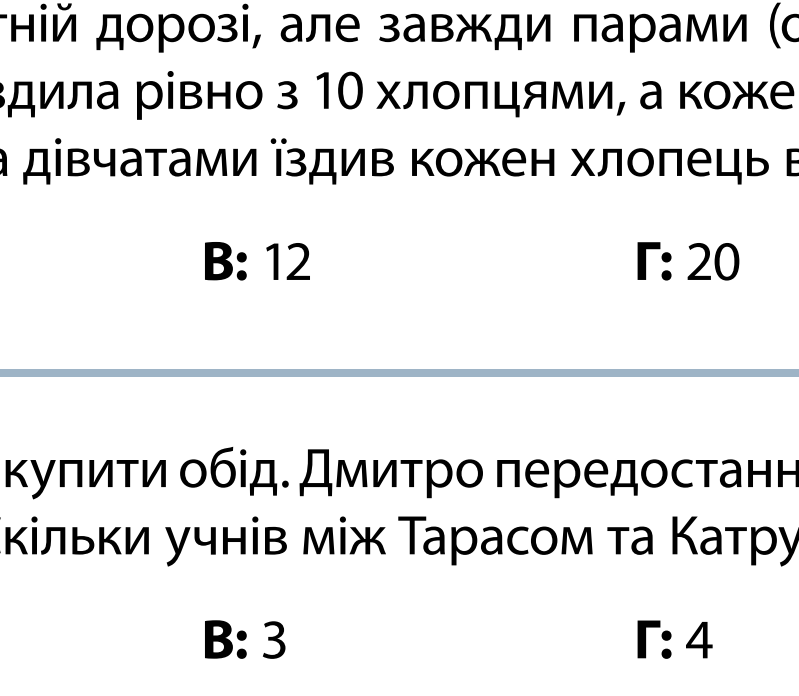 тній дорозі, але завжди парами (
здила рівно з 10 хлопцями, а коже
а дівчатами їздив кожен хлопець в
В: 12 Г: 20
купити обід. Дмитро передостанн
кільки учнів між Тарасом та Катру
В: 3 Г: 4